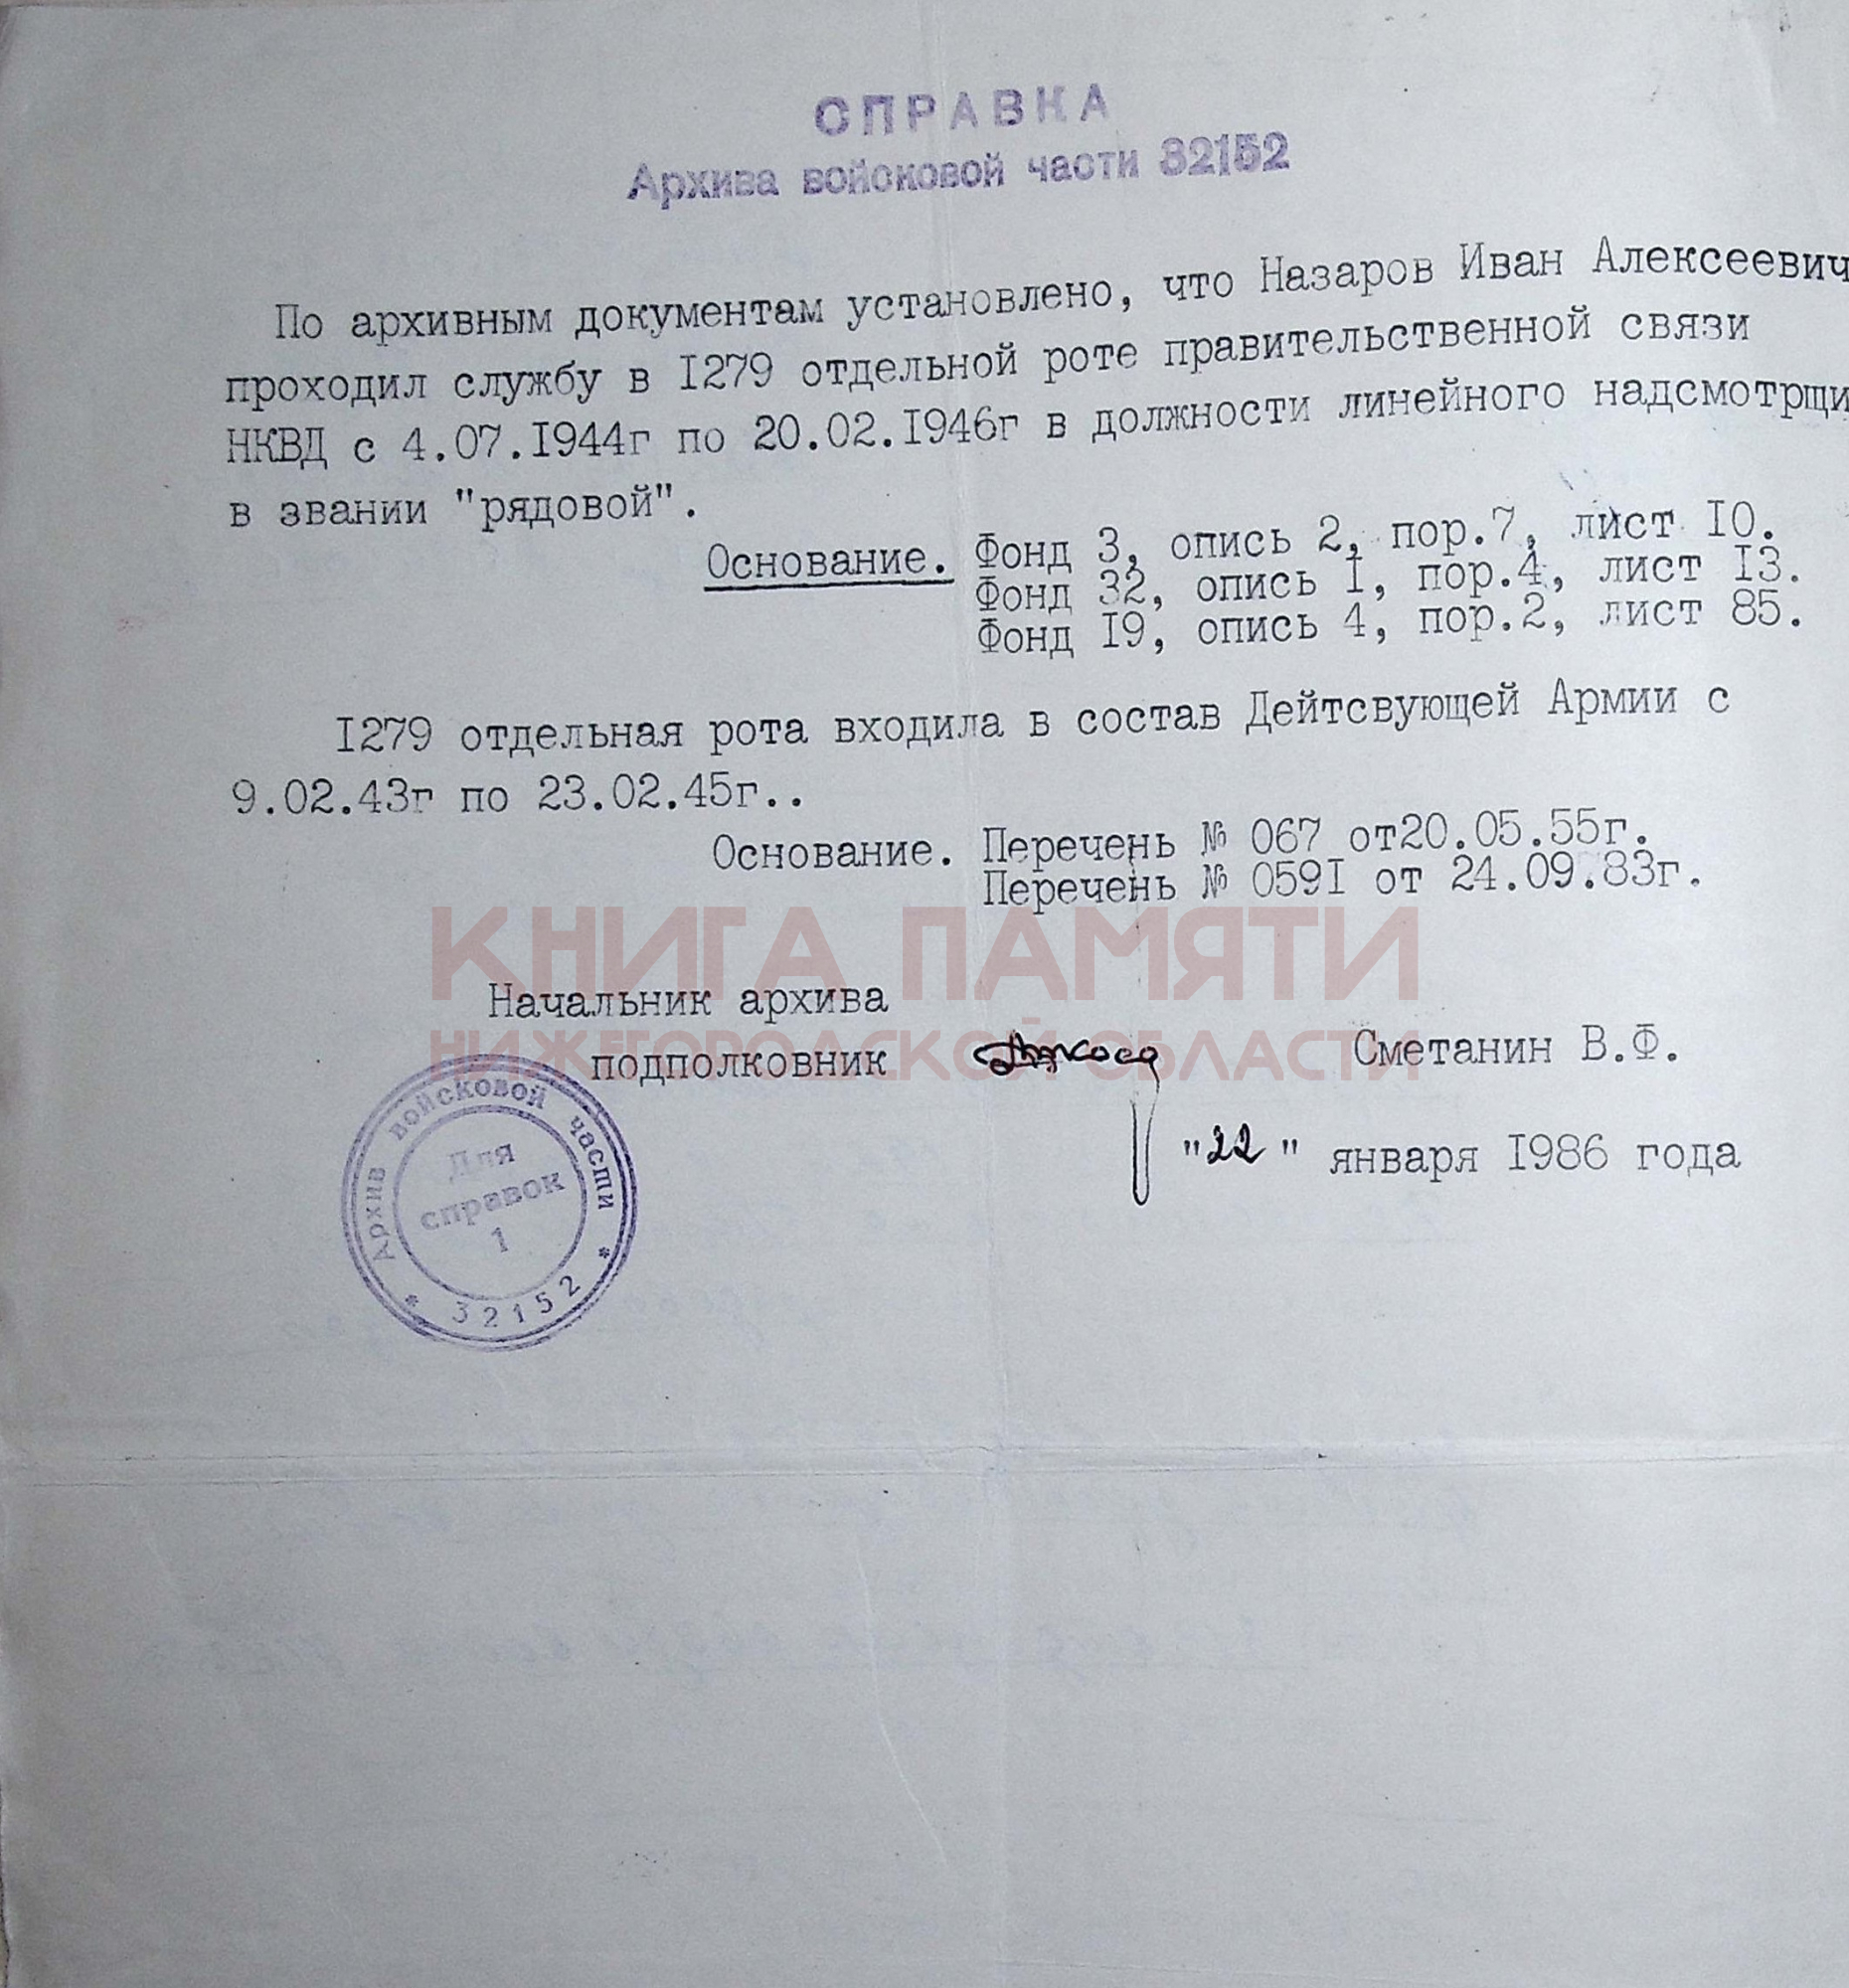 СПРАВКА
Архива войсковой части 32152
По архивным документам установлено, что Назаров Иван Алексеевич
проходил службу в I279 отдельной роте правительственной связи
НКВД с 4.07.I944г по 20.02.I946г в должности линейного надсмотрщи
в звании "рядовой".
Основание. Фонд 3, опись 2, пор.7, лист I0.
Фонд 32, опись I, пор.4, лист I3.
Фонд I9, опись 4, пор.2, лист 85.
I279 отдельная рота входила в состав Дейтсвующей Армии с
9.02.43г по 23.02.45г..
Основание. Перечень № 067 от20.05.55г.
Перечень № 059I от 24.09.83г.
КНИГА ПАМЯТИ
НИЖЕГОРОДСКОЙ ОБЛАСТИ
Начальник архива
подполковник Сметанин В.Ф.
"22" января I986 года
Архив войсковой части
Для
справок
1
* 32152 *